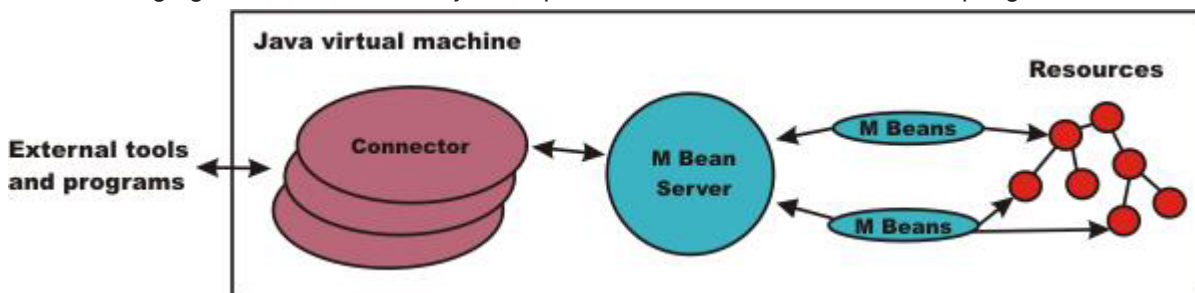 Java virtual machine
Resources
External tools
and programs
Connector
M Bean
Server
M Beans
M Beans